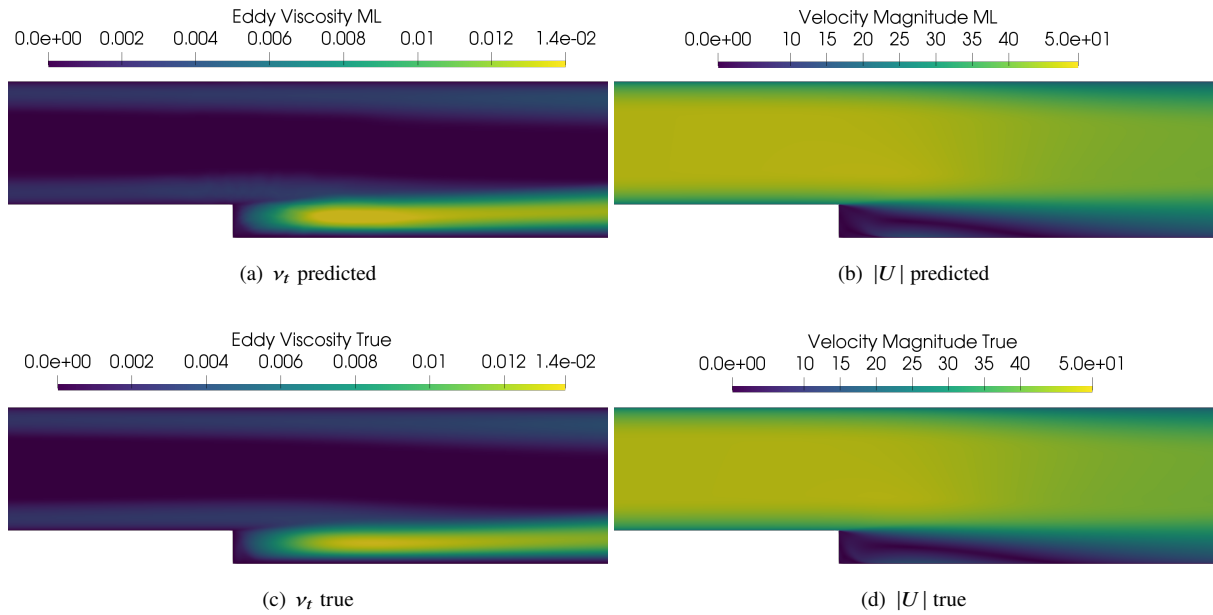 Eddy Viscosity ML
0.0e+00 0.002 0.004 0.006 0.008 0.01 0.012 1.4e-02
(a) νt predicted
Velocity Magnitude ML
0.0e+00 10 15 20 25 30 35 40 5.0e+01
(b) |U| predicted
Eddy Viscosity True
0.0e+00 0.002 0.004 0.006 0.008 0.01 0.012 1.4e-02
(c) νt true
Velocity Magnitude True
0.0e+00 10 15 20 25 30 35 40 5.0e+01
(d) |U| true